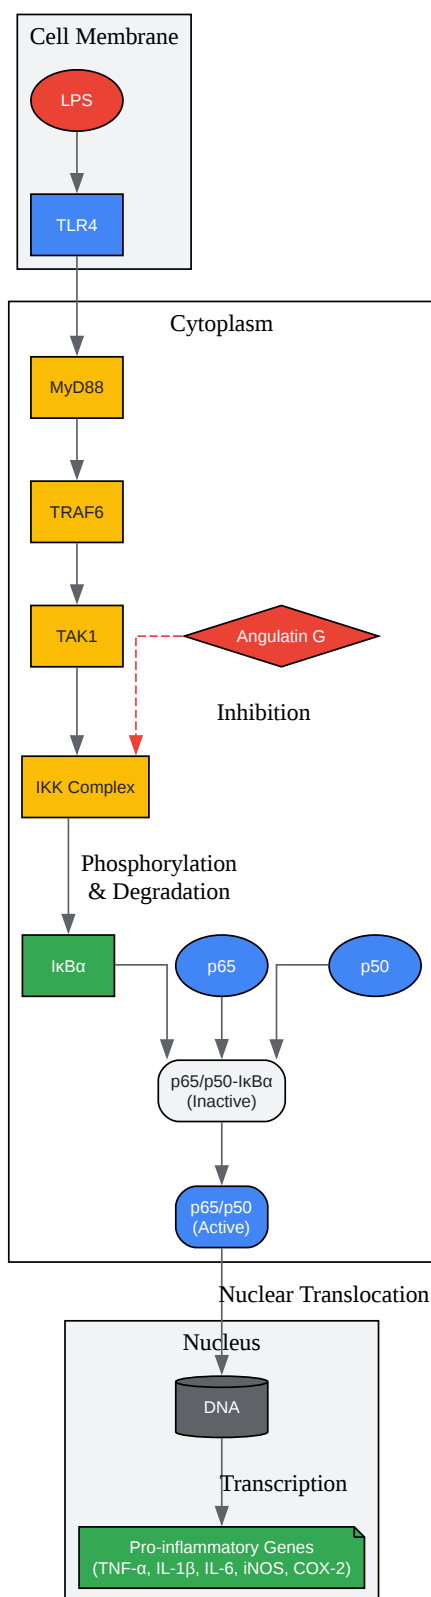 Cell Membrane
LPS
TLR4
Cytoplasm
MyD88
TRAF6
TAK1
Angulatin G
Inhibition
IKK Complex
Phosphorylation
& Degradation
IκBα
p65
p50
p65/p50-IκBα
(Inactive)
p65/p50
(Active)
Nuclear Translocation
Nucleus
DNA
Transcription
Pro-inflammatory Genes
(TNF-α, IL-1β, IL-6, iNOS, COX-2)